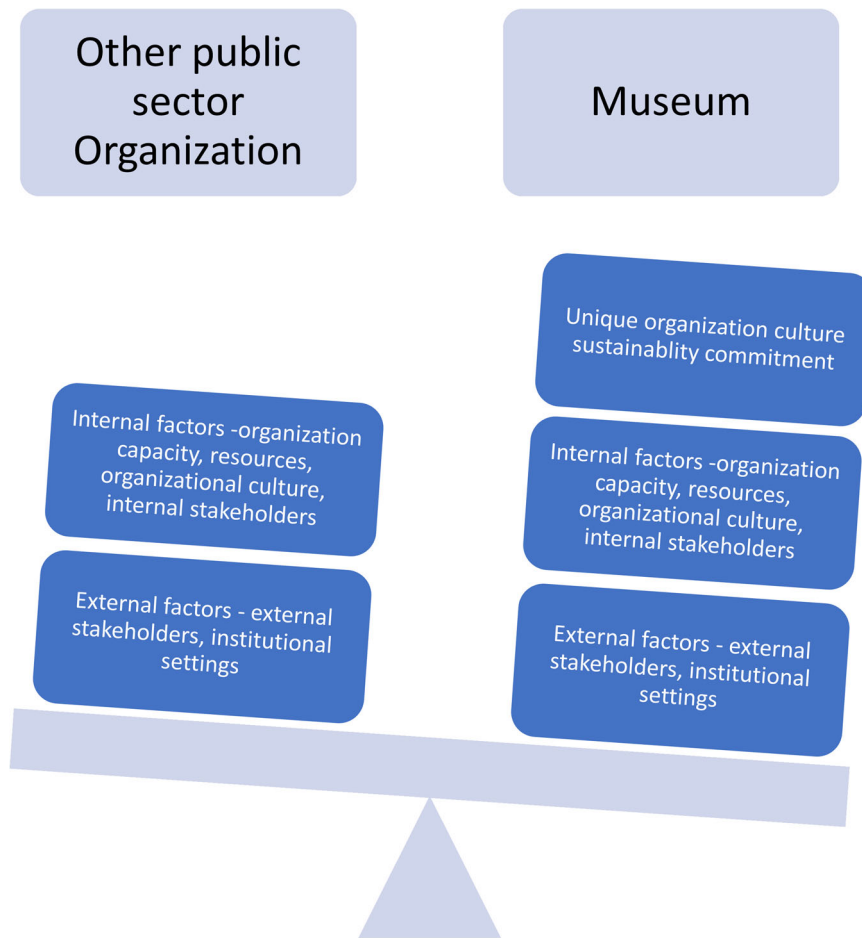 Other public
sector
Organization
Museum
Unique organization culture
sustainablity commitment
Internal factors -organization
capacity, resources,
organizational culture,
internal stakeholders
Internal factors -organization
capacity, resources,
organizational culture,
internal stakeholders
External factors - external
stakeholders, institutional
settings
External factors - external
stakeholders, institutional
settings